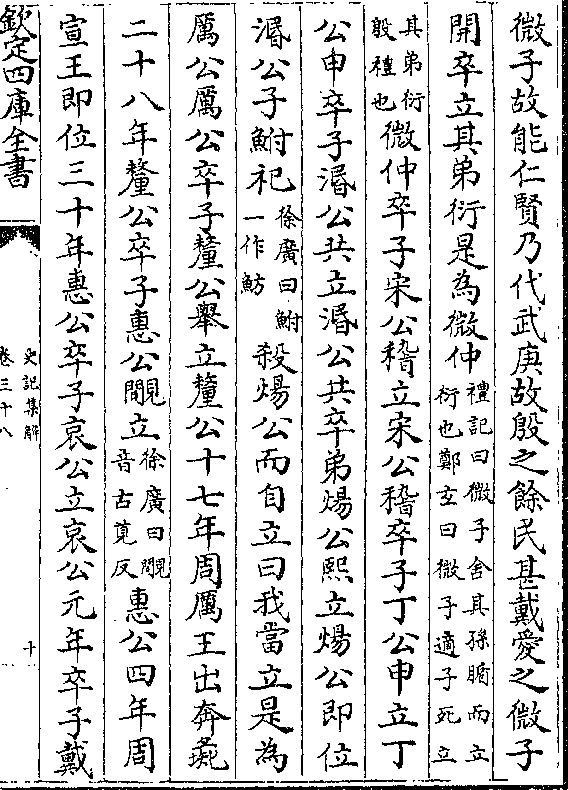 微子故能仁賢乃代武庚故殷之餘民甚戴愛之微子
開卒立其弟衍是為微仲禮記曰微子舍其孫腯而立
衍也鄭玄曰微子適子死立
其弟衍
殷禮也微仲卒子宋公稽立宋公稽卒子丁公申立丁
公申卒子湣公共立湣公共卒弟煬公熙立煬公即位
湣公子鮒祀徐廣曰鮒
一作魴殺煬公而自立曰我當立是為
厲公厲公卒子釐公舉立釐公十七年周厲王出奔彘
二十八年釐公卒子惠公覵立徐廣曰覵
音古莧反惠公四年周
宣王即位三十年惠公卒子哀公立哀公元年卒子戴
欽定四庫全書
史記集解
卷三十八
十